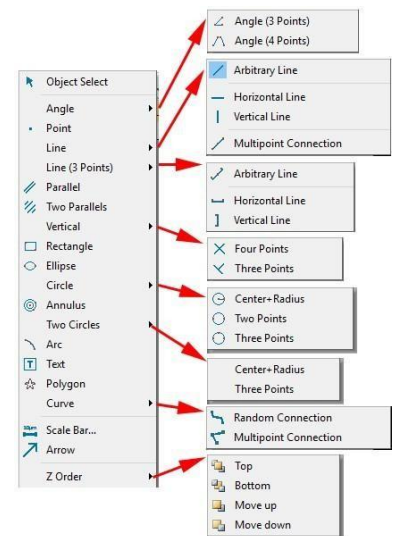 Object Select
Angle
Point
Line
Line (3 Points)
Parallel
Two Parallels
Vertical
Rectangle
Ellipse
Circle
Annulus
Two Circles
Arc
Text
Polygon
Curve
Scale Bar...
Arrow
Z Order
Angle (3 Points)
Angle (4 Points)
Arbitrary Line
Horizontal Line
Vertical Line
Multipoint Connection
Arbitrary Line
Horizontal Line
Vertical Line
Four Points
Three Points
Center+Radius
Two Points
Three Points
Center+Radius
Three Points
Random Connection
Multipoint Connection
Top
Bottom
Move up
Move down